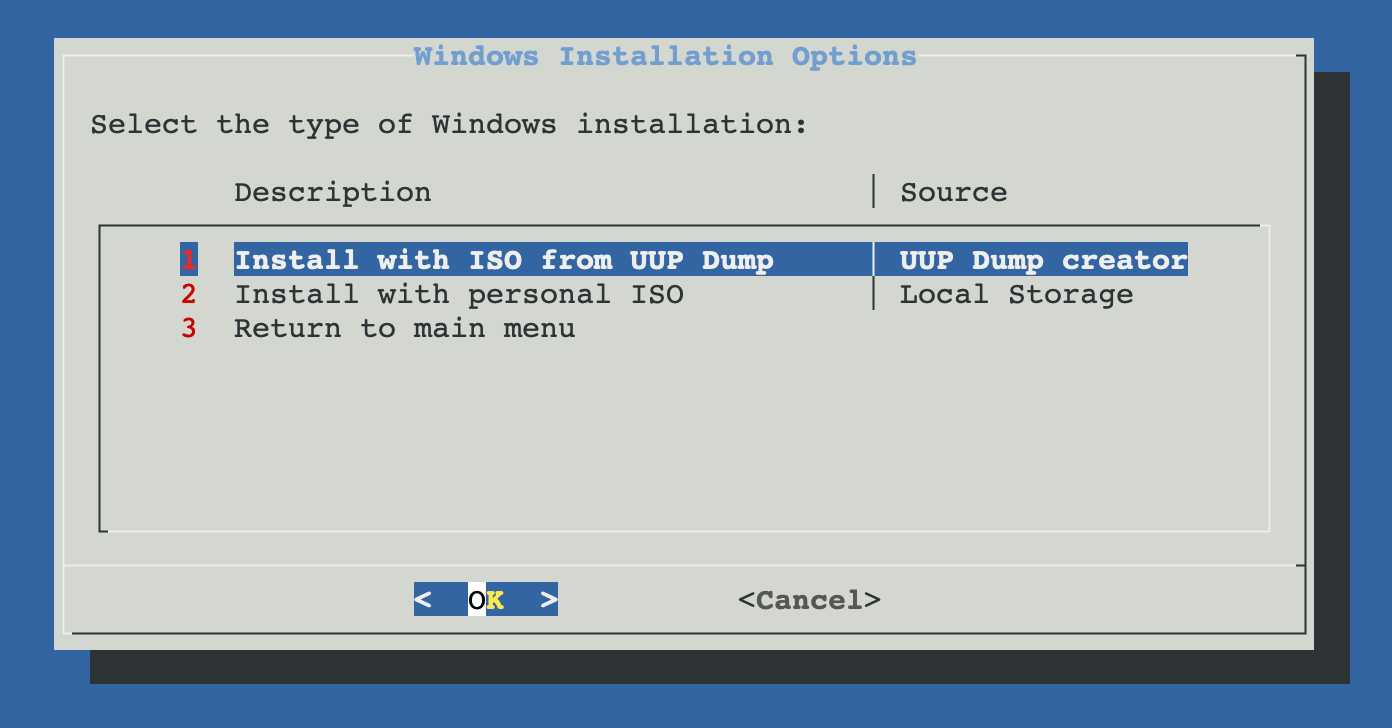 Windows Installation Options
Select the type of Windows installation:
Description | Source
1 Install with ISO from UUP Dump | UUP Dump creator
2 Install with personal ISO | Local Storage
3 Return to main menu
< OK > <Cancel>